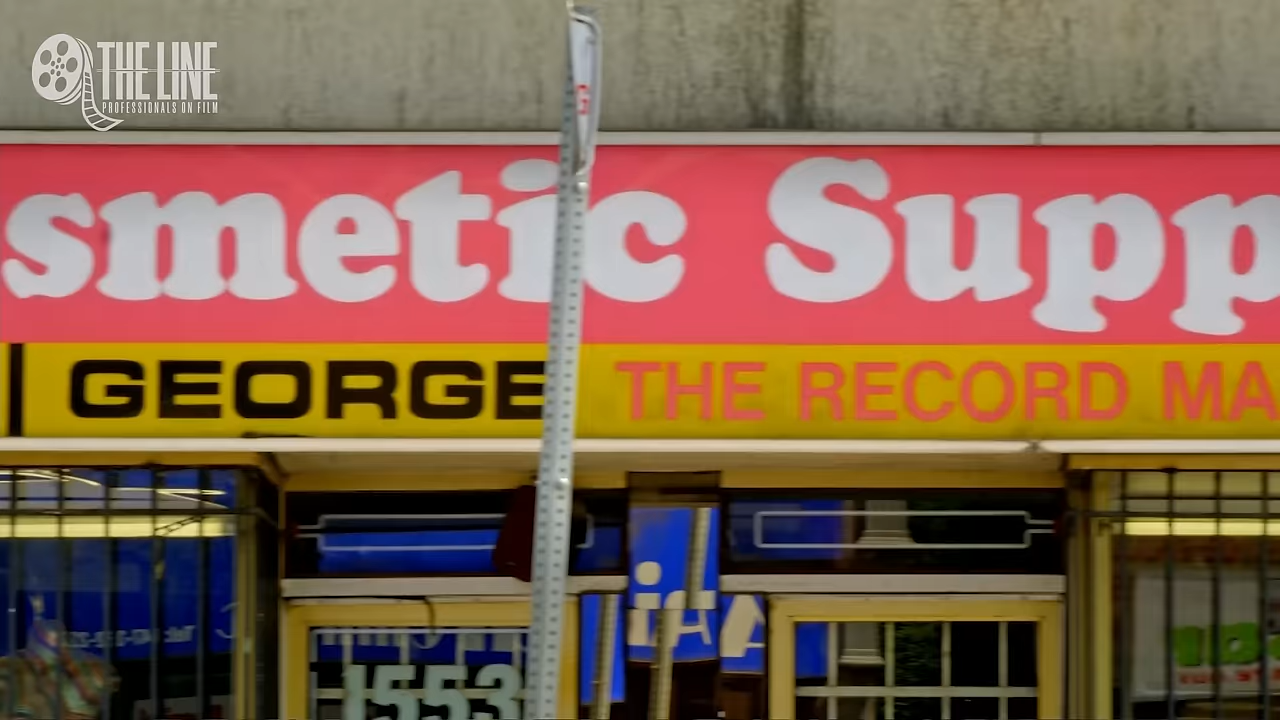 THE LINE
PROFESSIONALS ON FILM
G
smetic Supp
GEORGE THE RECORD MA
1553